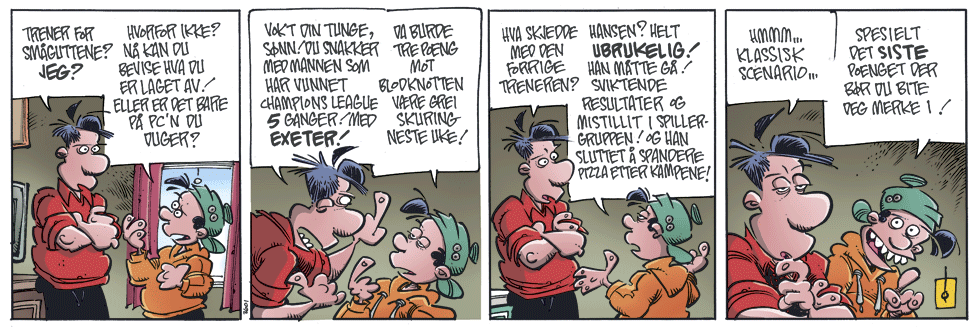 TRENER FOR
SMÅGUTTENE?
JEG?
HVORFOR IKKE?
NÅ KAN DU
BEVISE HVA DU
ER LAGET AV!
ELLER ER DET BARE
PÅ PC'N DU
DUGER?
VOKT DIN TUNGE,
SØNN! DU SNAKKER
MED MANNEN SOM
HAR VUNNET
CHAMPIONS LEAGUE
5 GANGER! MED
EXETER!
DA BURDE
TRE POENG
MOT
BLODKNOTTEN
VÆRE GREI
SKURING
NESTE UKE!
HVA SKJEDDE
MED DEN
FORRIGE
TRENEREN?
HANSEN? HELT
UBRUKELIG!
HAN MÅTTE GÅ!
SVIKTENDE
RESULTATER OG
MISTILLIT I SPILLER-
GRUPPEN! OG HAN
SLUTTET Å SPANDERE
PIZZA ETTER KAMPENE!
HMMM...
KLASSISK
SCENARIO...
SPESIELT
DET SISTE
POENGET DER
BØR DU BITE
DEG MERKE I!